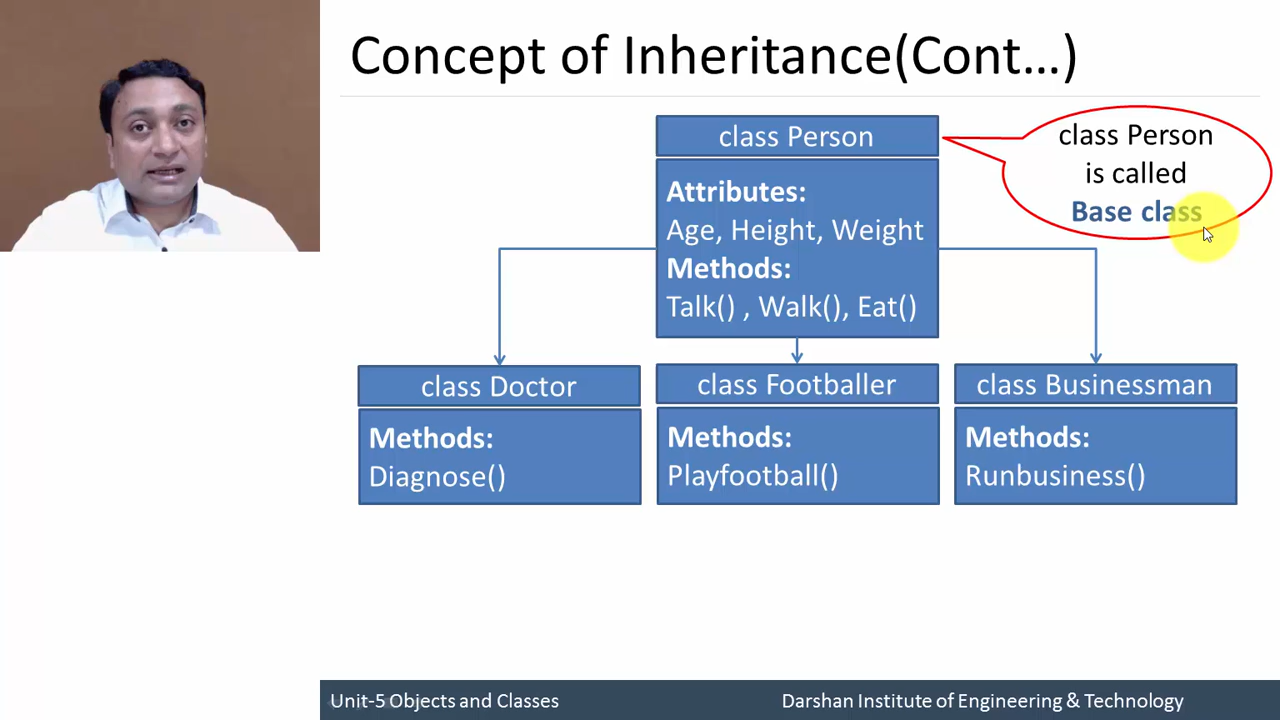 Concept of Inheritance(Cont...)
class Person
Attributes:
Age, Height, Weight
Methods:
Talk() , Walk(), Eat()
class Person
is called
Base class
class Doctor
Methods:
Diagnose()
class Footballer
Methods:
Playfootball()
class Businessman
Methods:
Runbusiness()
Unit-5 Objects and Classes
Darshan Institute of Engineering & Technology